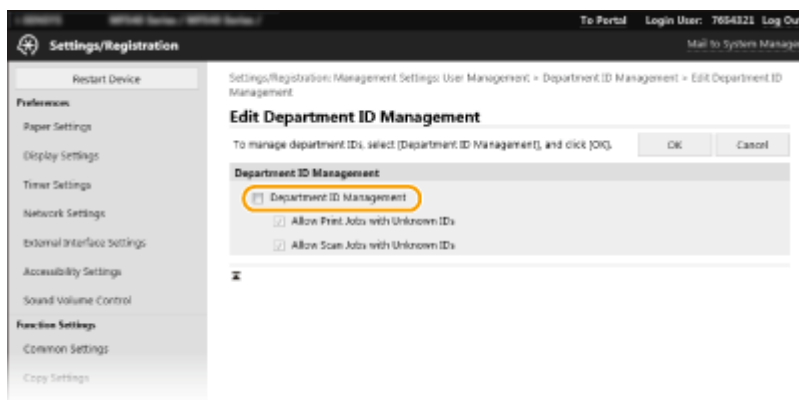 To Portal Login User: 7654321 Log Ou
Settings/Registration
Mail to System Manage
Restart Device
Preferences
Paper Settings
Display Settings
Timer Settings
Network Settings
External Interface Settings
Accessibility Settings
Sound Volume Control
Function Settings
Common Settings
Copy Settings
Settings/Registration: Management Settings: User Management > Department ID Management > Edit Department ID
Management
Edit Department ID Management
To manage department IDs, select [Department ID Management], and click [OK].
OK
Cancel
Department ID Management
Department ID Management
Allow Print Jobs with Unknown IDs
Allow Scan Jobs with Unknown IDs